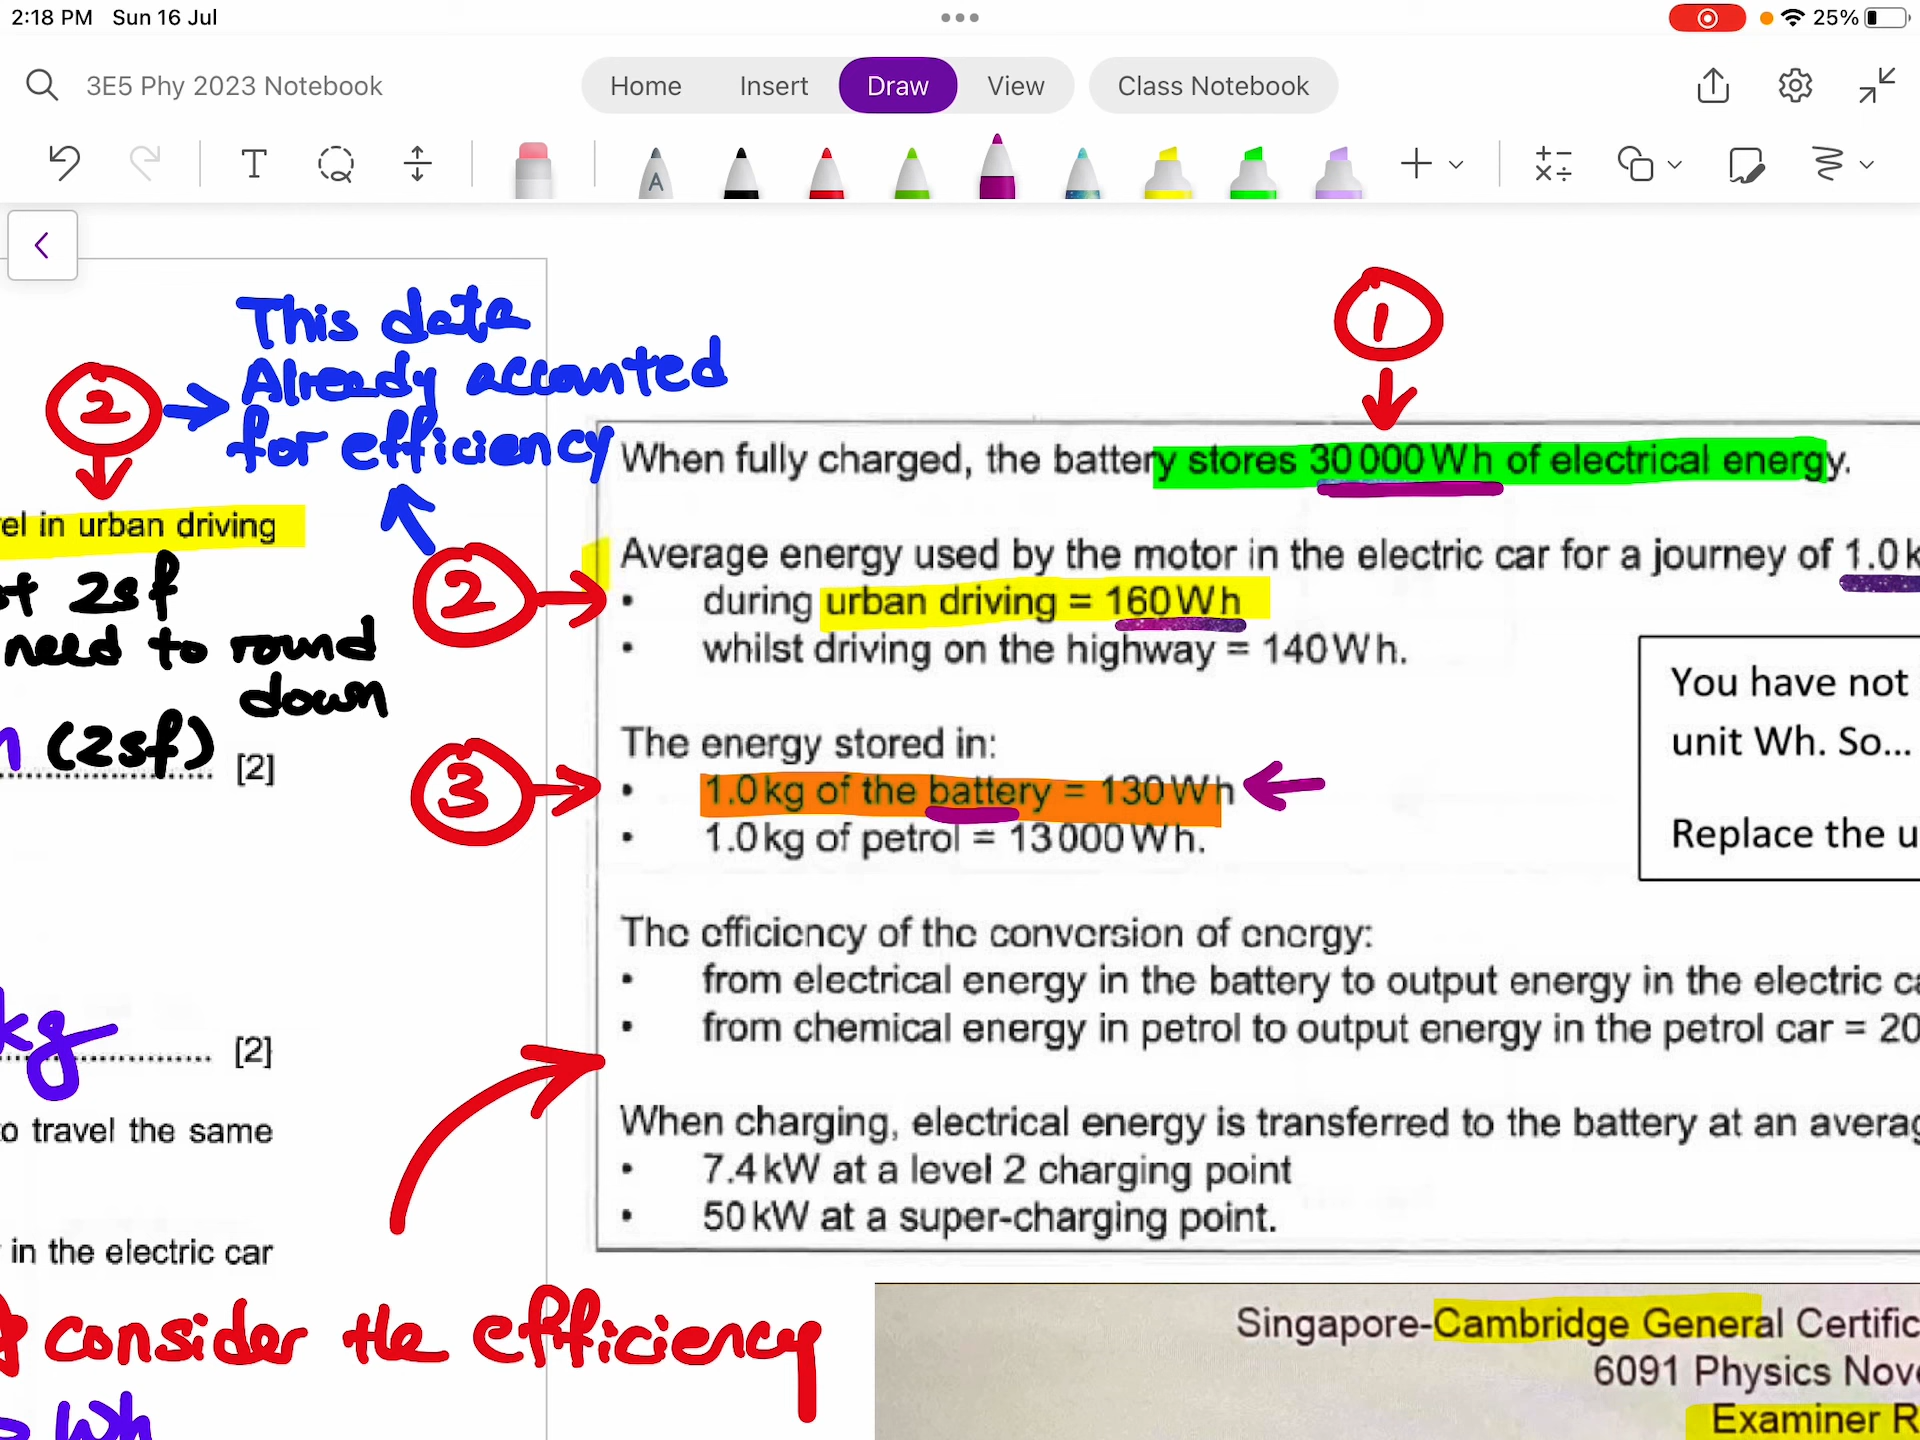 2:18 PM Sun 16 Jul
25%
3E5 Phy 2023 Notebook
Home Insert Draw View Class Notebook
T
A
This data
Already accounted
for efficiency
2
1
el in urban driving
2sf
need to round
down
(2sf) [2]
2
3
When fully charged, the battery stores 30 000 Wh of electrical energy.
Average energy used by the motor in the electric car for a journey of 1.0 k
• during urban driving = 160 Wh
• whilst driving on the highway = 140 Wh.
The energy stored in:
• 1.0 kg of the battery = 130 Wh
• 1.0 kg of petrol = 13 000 Wh.
The efficiency of the conversion of energy:
• from electrical energy in the battery to output energy in the electric ca
• from chemical energy in petrol to output energy in the petrol car = 20
When charging, electrical energy is transferred to the battery at an averag
• 7.4 kW at a level 2 charging point
• 50 kW at a super-charging point.
You have not
unit Wh. So...
Replace the u
kg [2]
o travel the same
in the electric car
consider the efficiency
Wh
Singapore-Cambridge General Certific
6091 Physics Nove
Examiner R